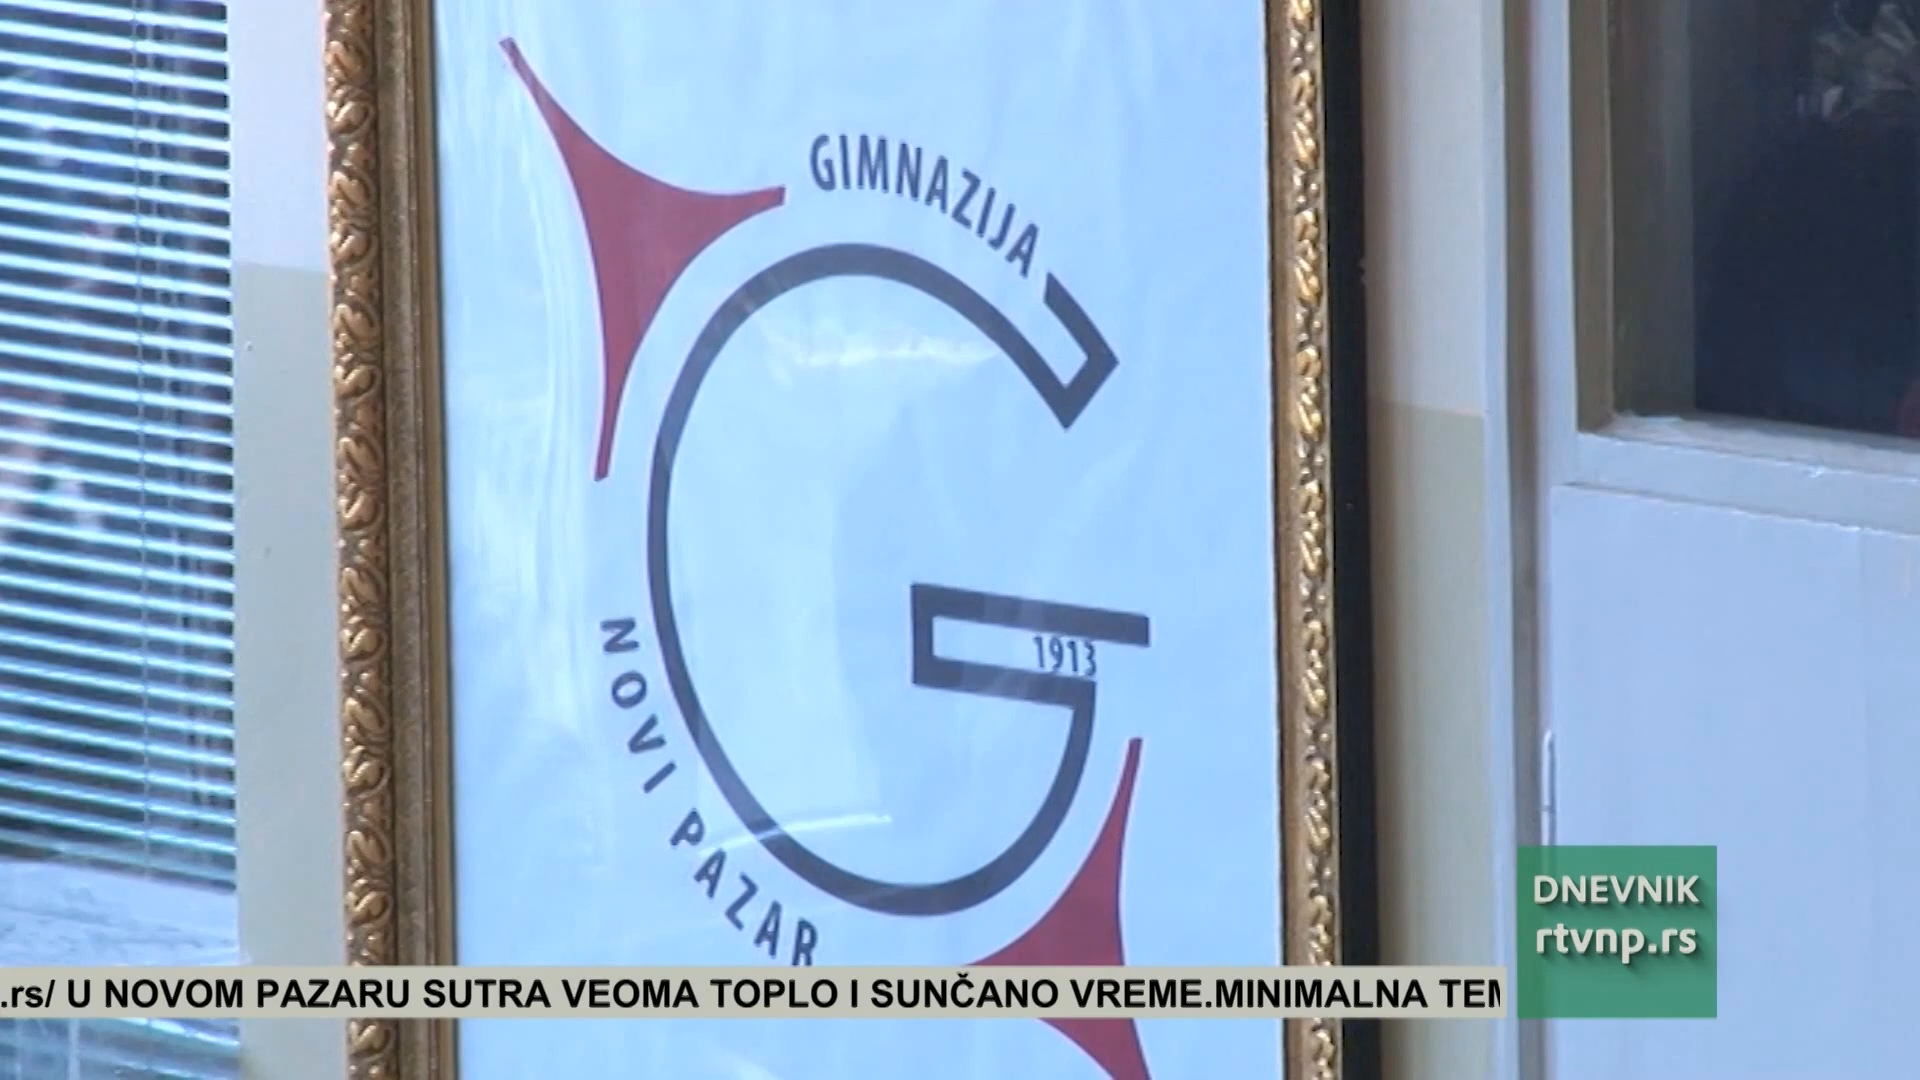 GIMNAZIJA
1913
NOVI PAZAR
DNEVNIK
rtvnp.rs
.rs/ U NOVOM PAZARU SUTRA VEOMA TOPLO I SUNČANO VREME.MINIMALNA